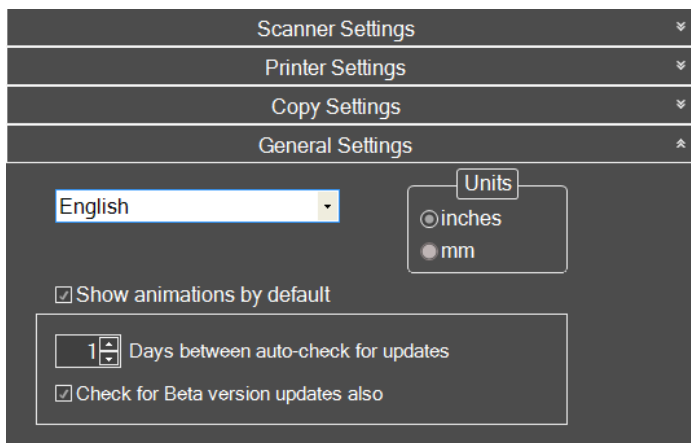 Scanner Settings
Printer Settings
Copy Settings
General Settings
English
Units
inches
mm
Show animations by default
1 Days between auto-check for updates
Check for Beta version updates also